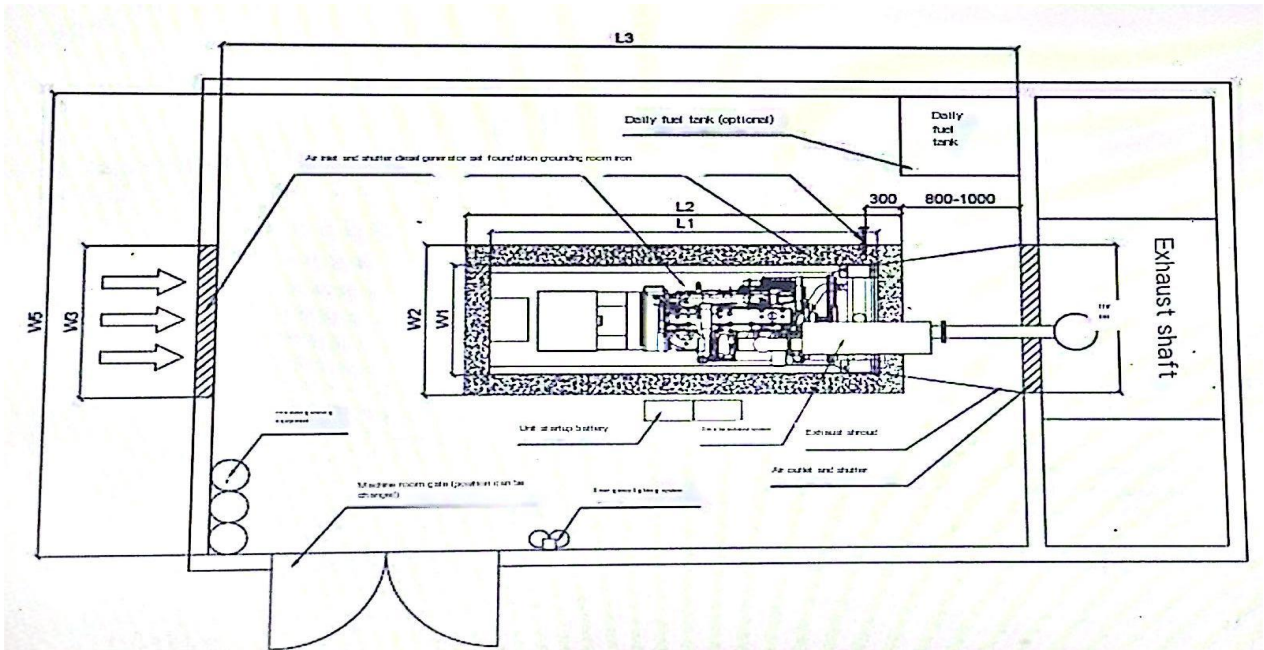 L3
Daily fuel tank (optional)
Daily
fuel
tank
Air inlet and shutter diesel generator set foundation grounding room iron
300
800-1000
L2
L1
W5
W3
W2
W1
Exhaust shaft
Unit startup battery
Exhaust shroud
Air outlet and shutter
Machine room gate (position can be
changed)